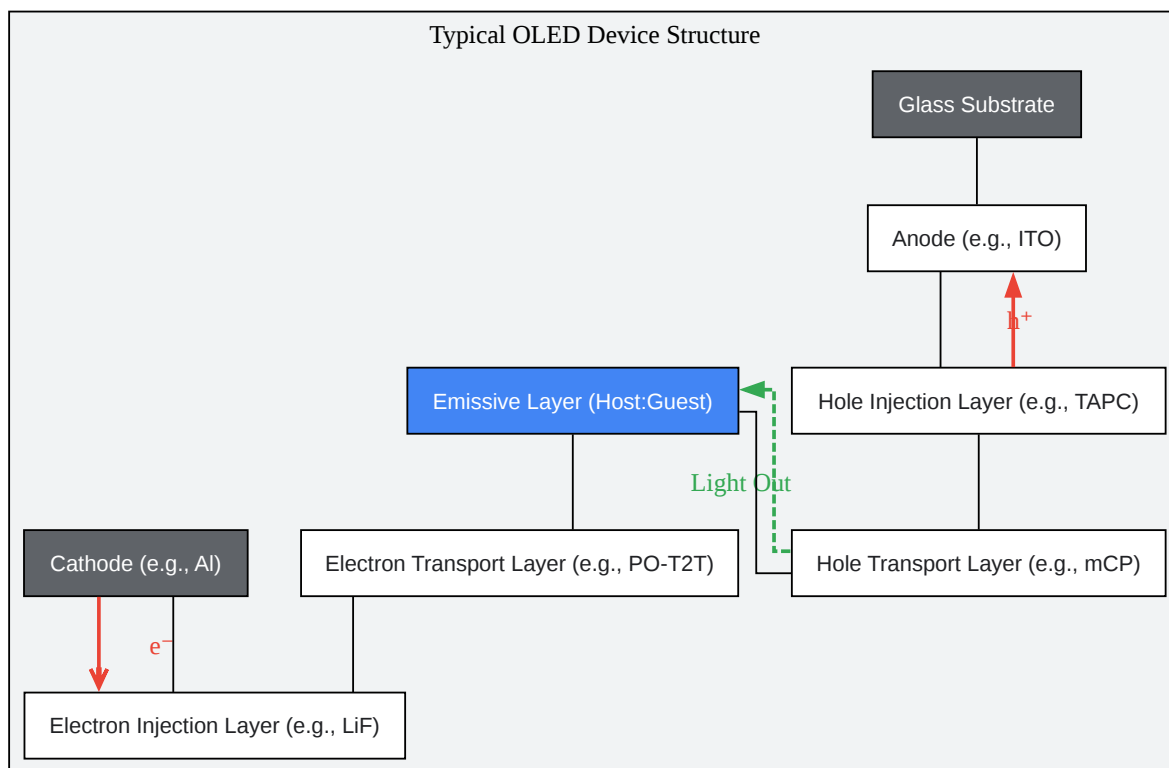 Typical OLED Device Structure
Glass Substrate
Anode (e.g., ITO)
h⁺
Emissive Layer (Host:Guest)
Hole Injection Layer (e.g., TAPC)
Light Out
Cathode (e.g., Al)
Electron Transport Layer (e.g., PO-T2T)
Hole Transport Layer (e.g., mCP)
e⁻
Electron Injection Layer (e.g., LiF)